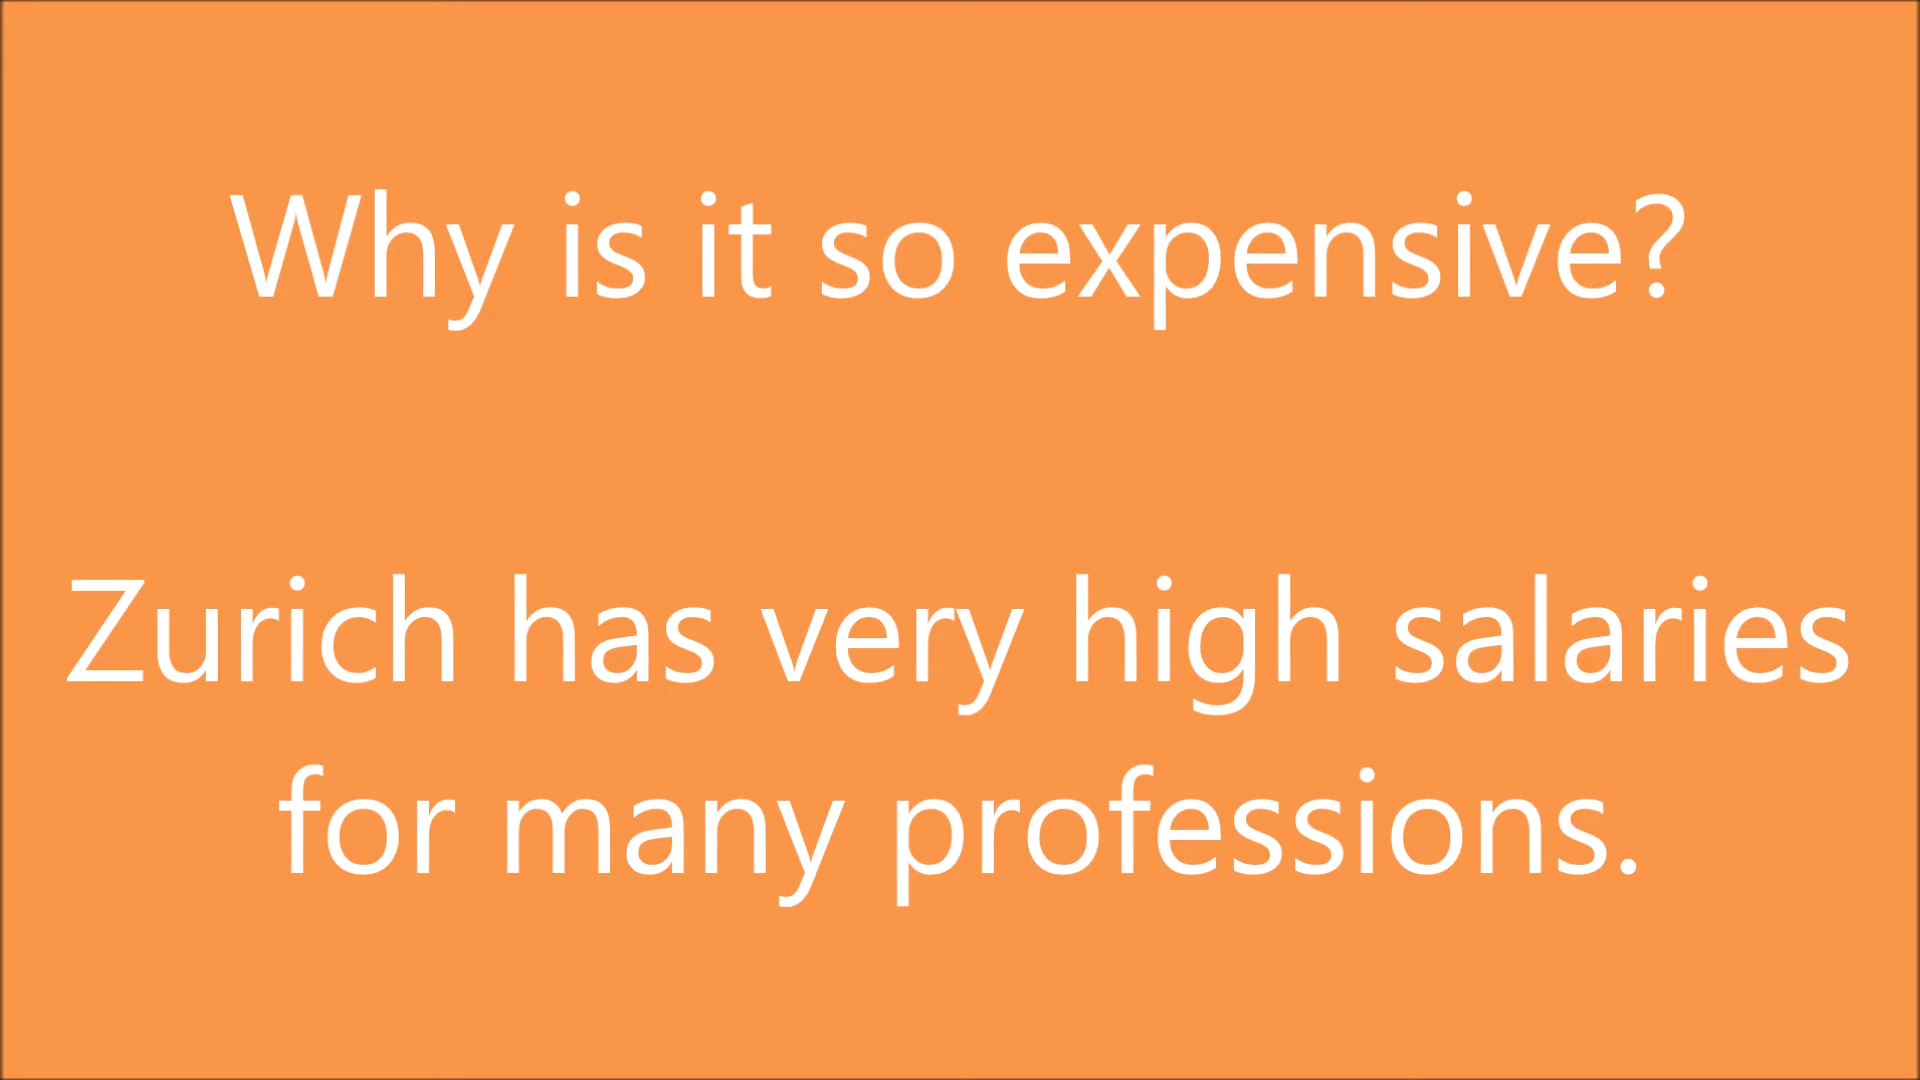 Why is it so expensive?
Zurich has very high salaries
for many professions.